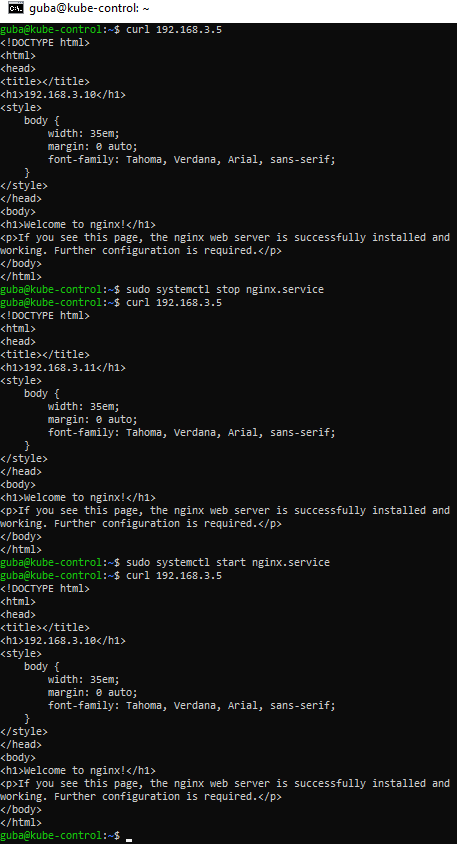 guba@kube-control: ~
guba@kube-control:~$ curl 192.168.3.5
<!DOCTYPE html>
<html>
<head>
<title></title>
<h1>192.168.3.10</h1>
<style>
    body {
        width: 35em;
        margin: 0 auto;
        font-family: Tahoma, Verdana, Arial, sans-serif;
    }
</style>
</head>
<body>
<h1>Welcome to nginx!</h1>
<p>If you see this page, the nginx web server is successfully installed and
working. Further configuration is required.</p>
</body>
</html>
guba@kube-control:~$ sudo systemctl stop nginx.service
guba@kube-control:~$ curl 192.168.3.5
<!DOCTYPE html>
<html>
<head>
<title></title>
<h1>192.168.3.11</h1>
<style>
    body {
        width: 35em;
        margin: 0 auto;
        font-family: Tahoma, Verdana, Arial, sans-serif;
    }
</style>
</head>
<body>
<h1>Welcome to nginx!</h1>
<p>If you see this page, the nginx web server is successfully installed and
working. Further configuration is required.</p>
</body>
</html>
guba@kube-control:~$ sudo systemctl start nginx.service
guba@kube-control:~$ curl 192.168.3.5
<!DOCTYPE html>
<html>
<head>
<title></title>
<h1>192.168.3.10</h1>
<style>
    body {
        width: 35em;
        margin: 0 auto;
        font-family: Tahoma, Verdana, Arial, sans-serif;
    }
</style>
</head>
<body>
<h1>Welcome to nginx!</h1>
<p>If you see this page, the nginx web server is successfully installed and
working. Further configuration is required.</p>
</body>
</html>
guba@kube-control:~$